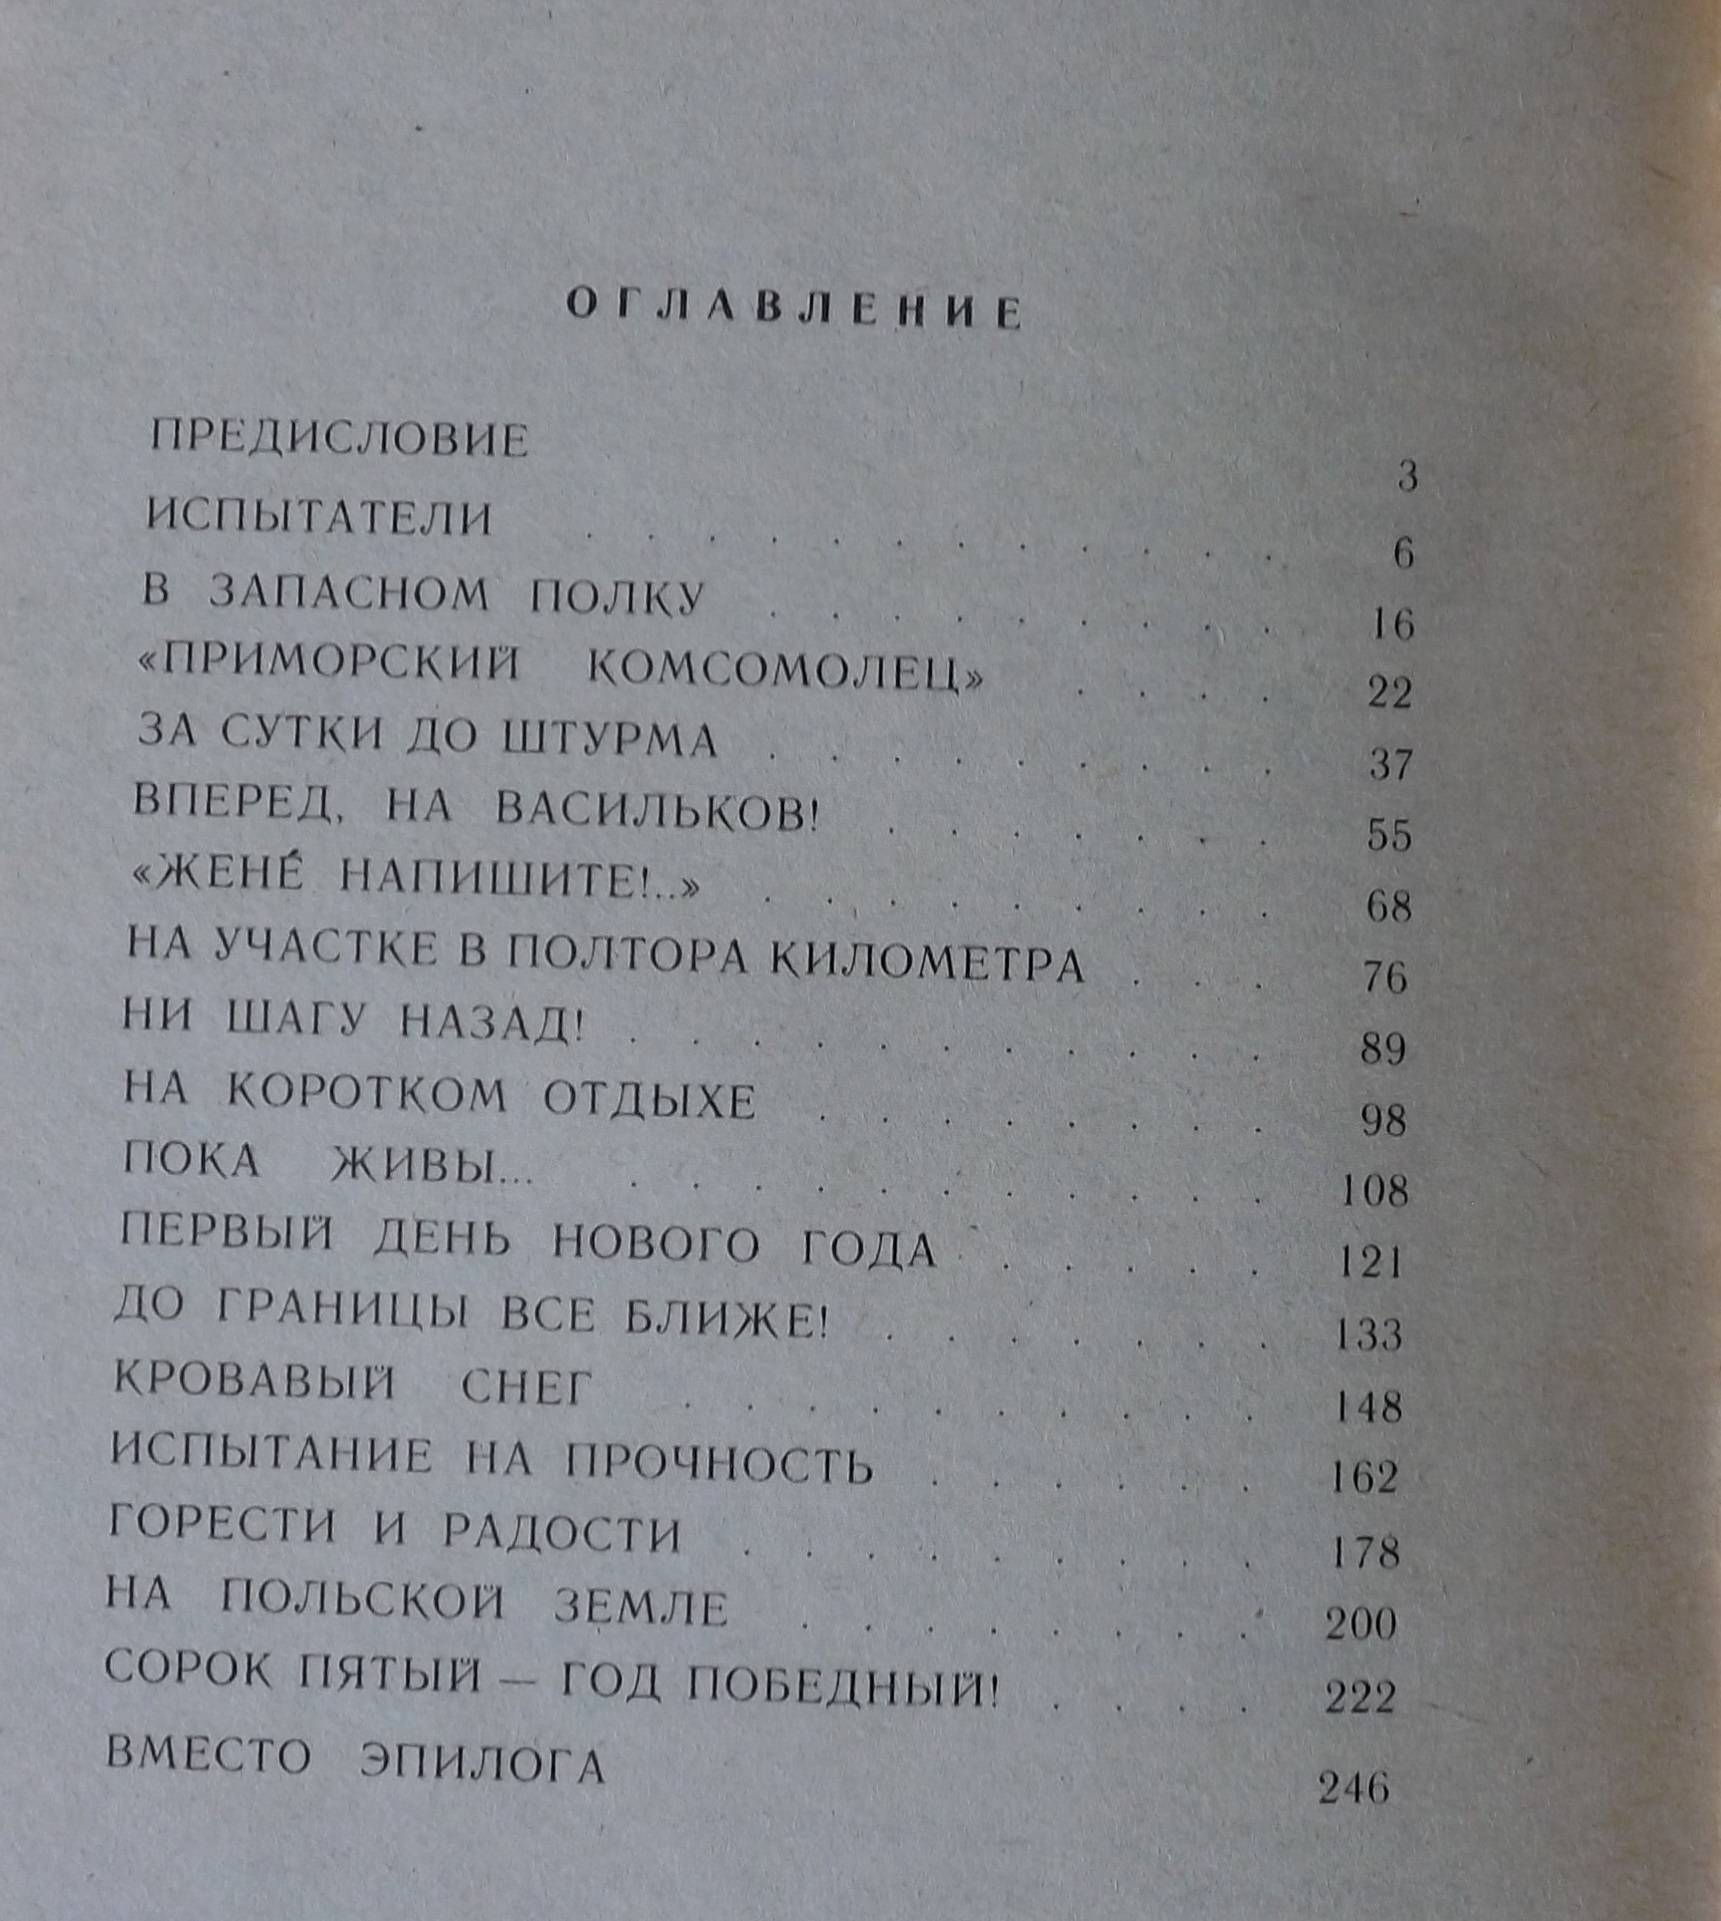 ОГЛАВЛЕНИЕ
ПРЕДИСЛОВИЕ 3
ИСПЫТАТЕЛИ . . . . . . . . . . . . 6
В ЗАПАСНОМ ПОЛКУ . . . . . . . . . 16
«ПРИМОРСКИЙ КОМСОМОЛЕЦ» . . . . 22
ЗА СУТКИ ДО ШТУРМА . . . . . . . . . 37
ВПЕРЕД, НА ВАСИЛЬКОВ! . . . . . . . 55
«ЖЕНЕ́ НАПИШИТЕ!..» . . . . . . . . . 68
НА УЧАСТКЕ В ПОЛТОРА КИЛОМЕТРА . . . 76
НИ ШАГУ НАЗАД! . . . . . . . . . . . 89
НА КОРОТКОМ ОТДЫХЕ . . . . . . . . 98
ПОКА ЖИВЫ... . . . . . . . . . . . 108
ПЕРВЫЙ ДЕНЬ НОВОГО ГОДА . . . . . 121
ДО ГРАНИЦЫ ВСЕ БЛИЖЕ! . . . . . . . 133
КРОВАВЫЙ СНЕГ . . . . . . . . . . 148
ИСПЫТАНИЕ НА ПРОЧНОСТЬ . . . . . . 162
ГОРЕСТИ И РАДОСТИ . . . . . . . . . 178
НА ПОЛЬСКОЙ ЗЕМЛЕ . . . . . . . . 200
СОРОК ПЯТЫЙ — ГОД ПОБЕДНЫЙ! . . . . 222
ВМЕСТО ЭПИЛОГА 246